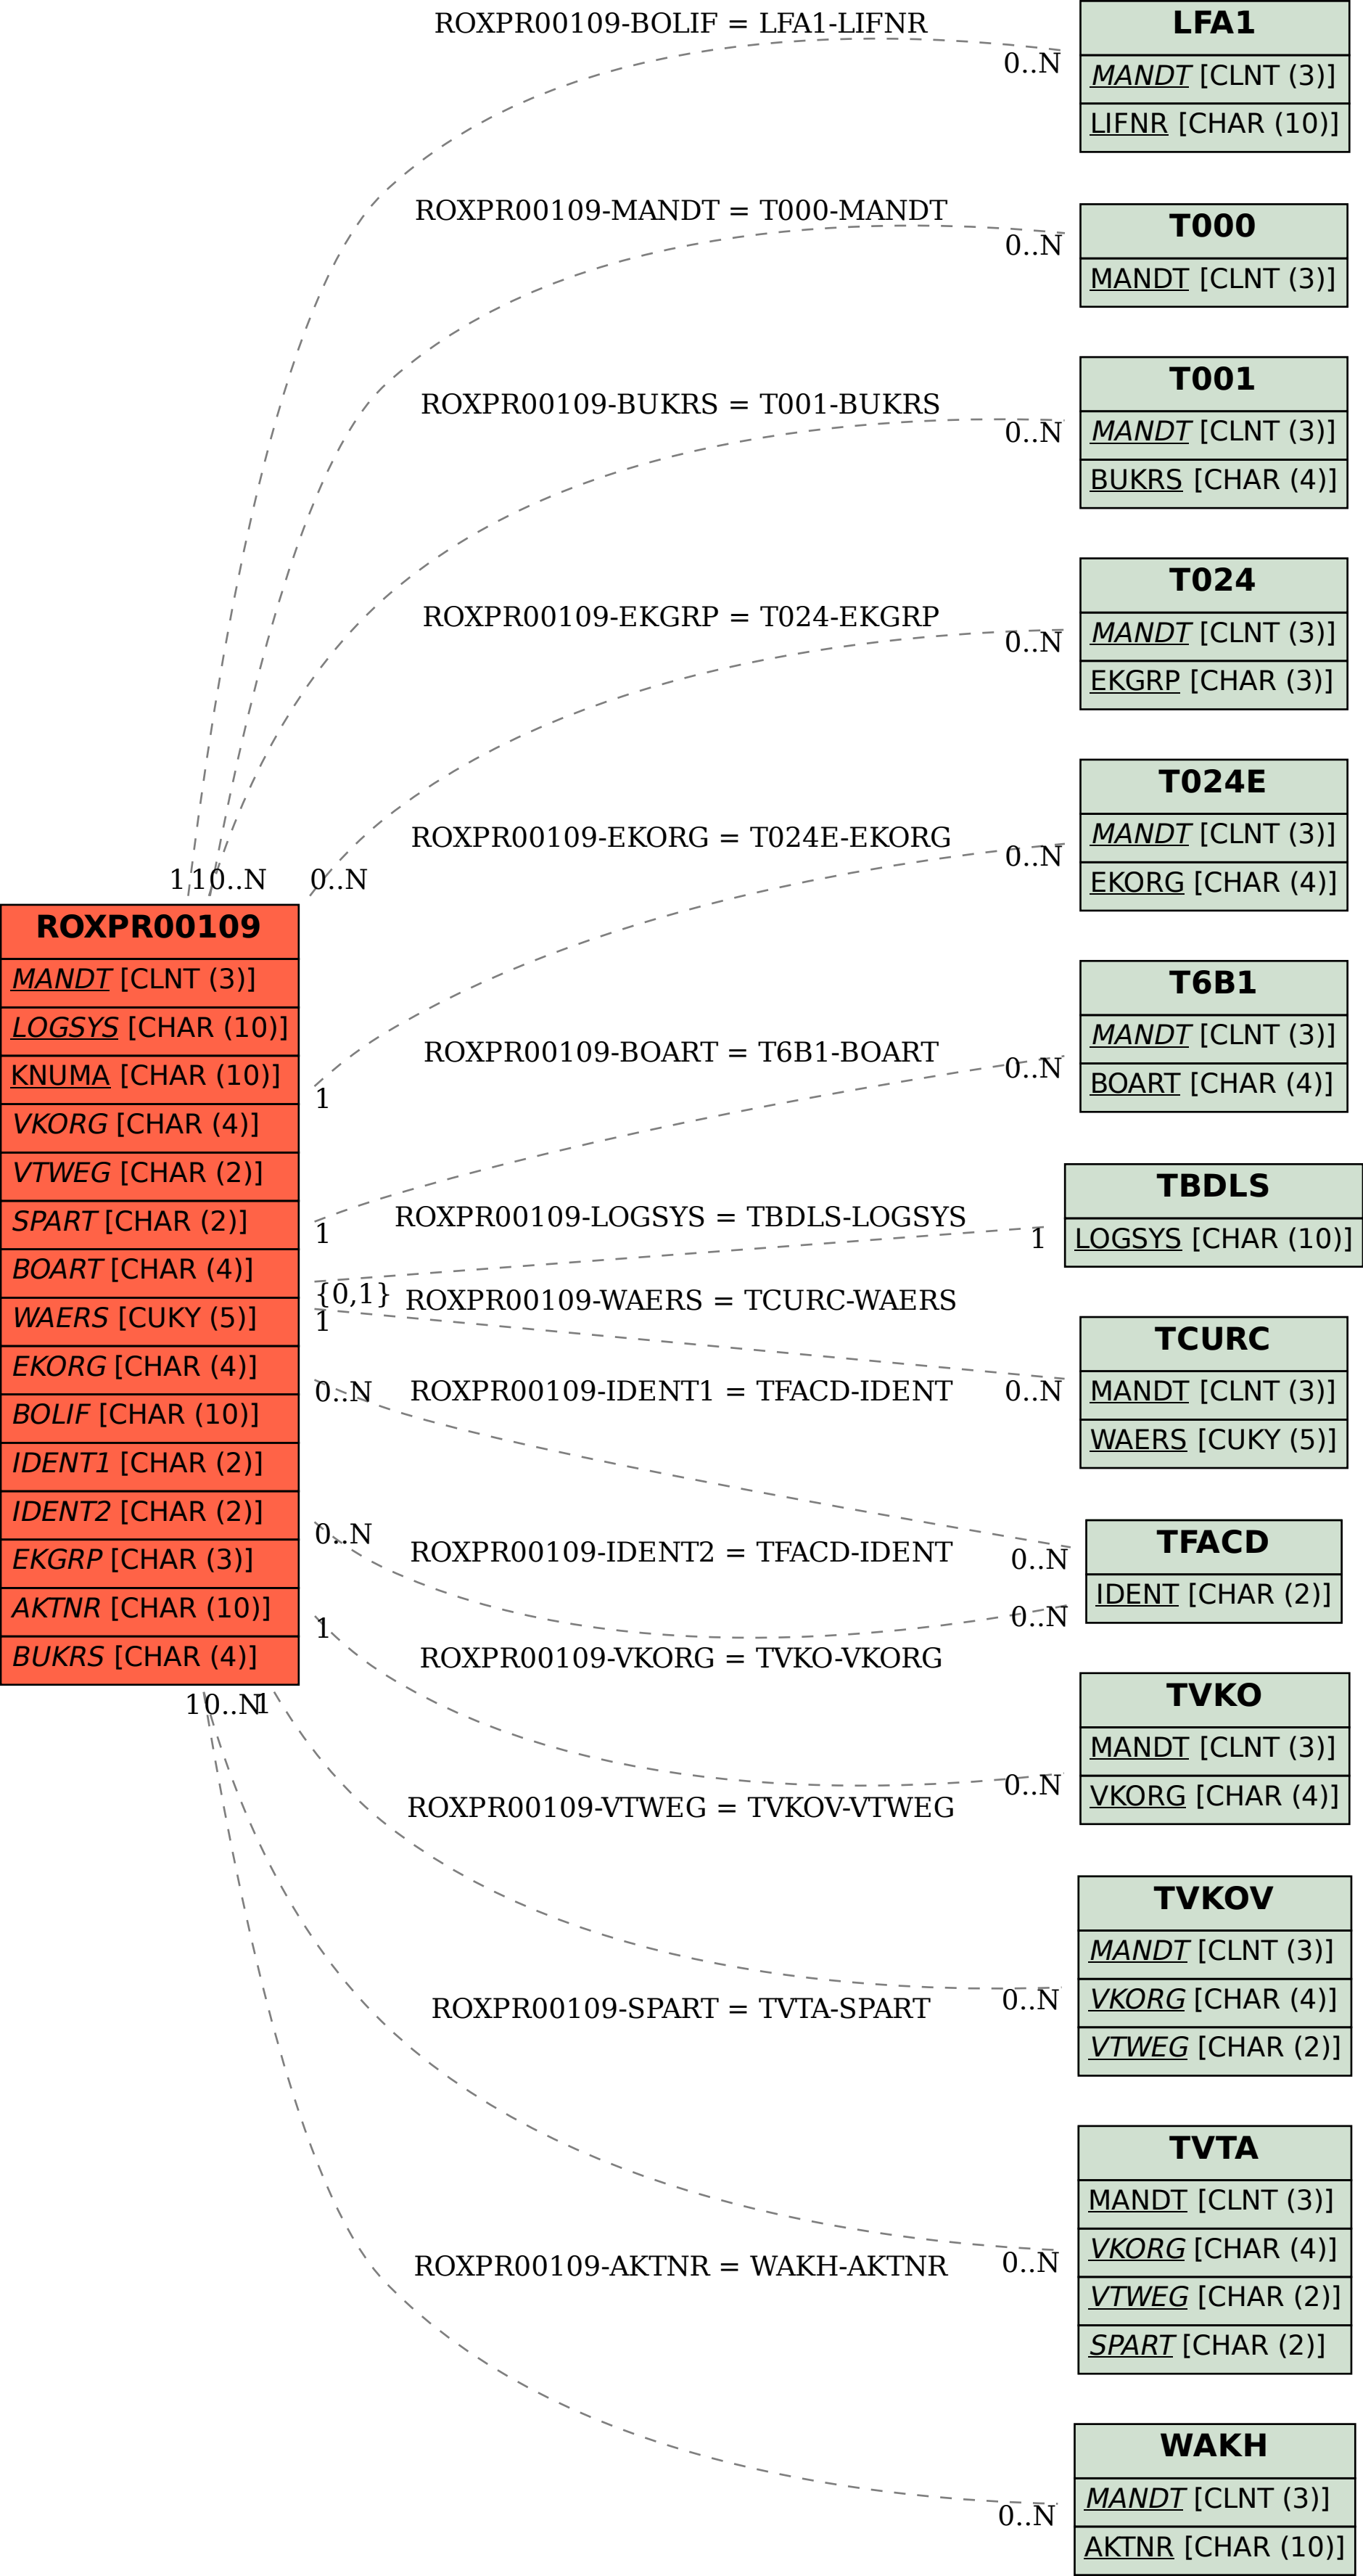 ROXPR00109-BOLIF = LFA1-LIFNR
0..N
LFA1
MANDT [CLNT (3)]
LIFNR [CHAR (10)]
ROXPR00109-MANDT = T000-MANDT
0..N
T000
MANDT [CLNT (3)]
ROXPR00109-BUKRS = T001-BUKRS
0..N
T001
MANDT [CLNT (3)]
BUKRS [CHAR (4)]
ROXPR00109-EKGRP = T024-EKGRP
0..N
T024
MANDT [CLNT (3)]
EKGRP [CHAR (3)]
ROXPR00109-EKORG = T024E-EKORG
0..N
T024E
MANDT [CLNT (3)]
EKORG [CHAR (4)]
1
1
0..N
0..N
ROXPR00109
MANDT [CLNT (3)]
LOGSYS [CHAR (10)]
KNUMA [CHAR (10)]
VKORG [CHAR (4)]
VTWEG [CHAR (2)]
SPART [CHAR (2)]
BOART [CHAR (4)]
WAERS [CUKY (5)]
EKORG [CHAR (4)]
BOLIF [CHAR (10)]
IDENT1 [CHAR (2)]
IDENT2 [CHAR (2)]
EKGRP [CHAR (3)]
AKTNR [CHAR (10)]
BUKRS [CHAR (4)]
1
ROXPR00109-BOART = T6B1-BOART
0..N
T6B1
MANDT [CLNT (3)]
BOART [CHAR (4)]
1
ROXPR00109-LOGSYS = TBDLS-LOGSYS
1
TBDLS
LOGSYS [CHAR (10)]
{0,1}
ROXPR00109-WAERS = TCURC-WAERS
1
0..N
TCURC
MANDT [CLNT (3)]
WAERS [CUKY (5)]
0..N
ROXPR00109-IDENT1 = TFACD-IDENT
0..N
TFACD
IDENT [CHAR (2)]
0..N
ROXPR00109-IDENT2 = TFACD-IDENT
0..N
1
ROXPR00109-VKORG = TVKO-VKORG
0..N
TVKO
MANDT [CLNT (3)]
VKORG [CHAR (4)]
1
0..N
1
ROXPR00109-VTWEG = TVKOV-VTWEG
0..N
TVKOV
MANDT [CLNT (3)]
VKORG [CHAR (4)]
VTWEG [CHAR (2)]
ROXPR00109-SPART = TVTA-SPART
0..N
TVTA
MANDT [CLNT (3)]
VKORG [CHAR (4)]
VTWEG [CHAR (2)]
SPART [CHAR (2)]
ROXPR00109-AKTNR = WAKH-AKTNR
0..N
WAKH
MANDT [CLNT (3)]
AKTNR [CHAR (10)]